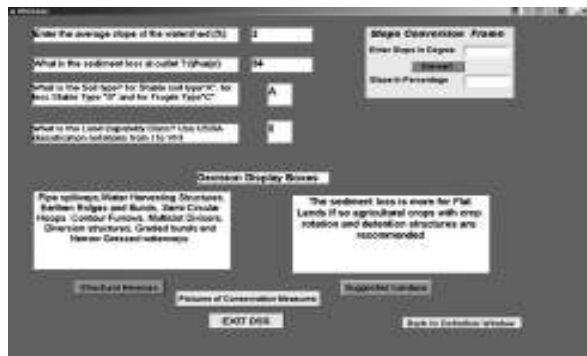 Enter the average slope of the watershed (%)
What is the sediment loss at outlet T/(ha/yr)
94
What is the Soil type? for Stable soil type"A", for
less Stable Type "B" and for Fragile Type"C"
A
What is the Land Capability Class? Use USDA
classification notations from I to VIII
Slope Conversion Frame
Enter Slope in Degree
Convert
Slope in Percentage
Decision Display Boxes
Pipe spillways, Water Harvesting Structures,
Earthen Ridges and Bunds, Semi Circular
Hoops Contour Furrows, Multislot Divisors,
Diversion structures, Graded bunds and
Narrow Grassed waterways
The sediment loss is more for Flat
Lands if so agricultural crops with crop
rotation and detention structures are
recommended
Structural Measures
Suggested
Pictures of Conservation Measures
EXIT DSS
Back to Definition Window